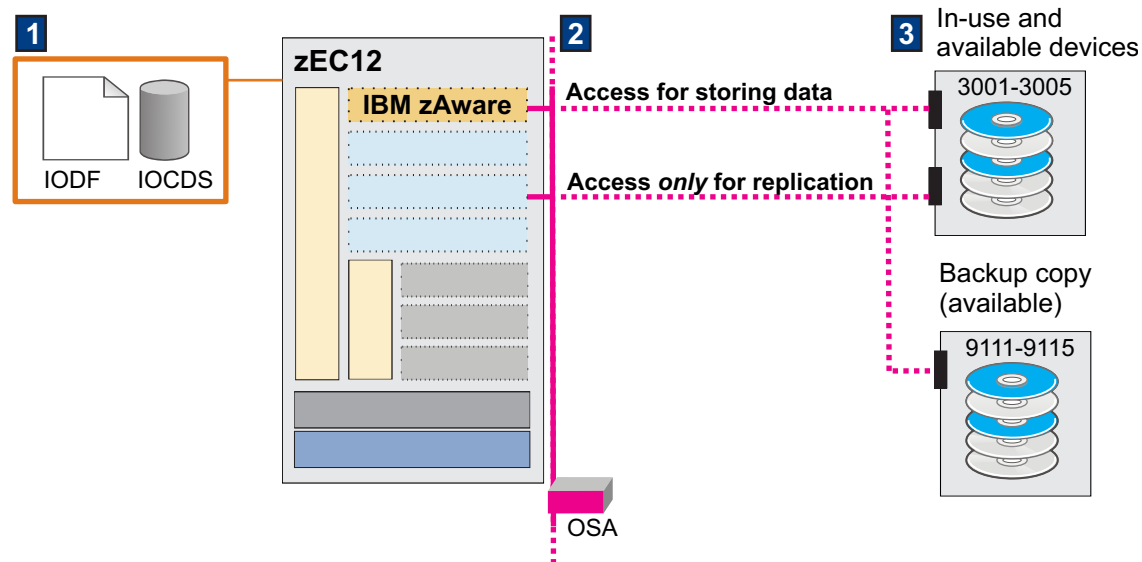 1
IODF
IOCDS
zEC12
IBM zAware
2
Access for storing data
Access only for replication
OSA
3
In-use and
available devices
3001-3005
Backup copy
(available)
9111-9115